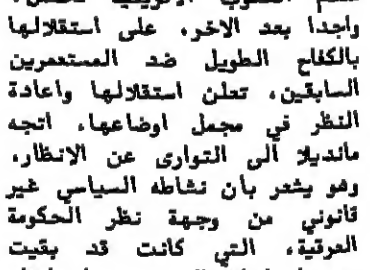 واحدا بعد الاخر، على استقلالها
بالكفاح الطويل ضد المستعمرين
السابقين، تعلن استقلالها واعادة
النظر في مجمل اوضاعها، اتجه
مانديلا الى التوارى عن الانظار،
وهو يشعر بأن نشاطه السياسي غير
قانوني من وجهة نظر الحكومة
العرقية، التي كانت قد بقيت